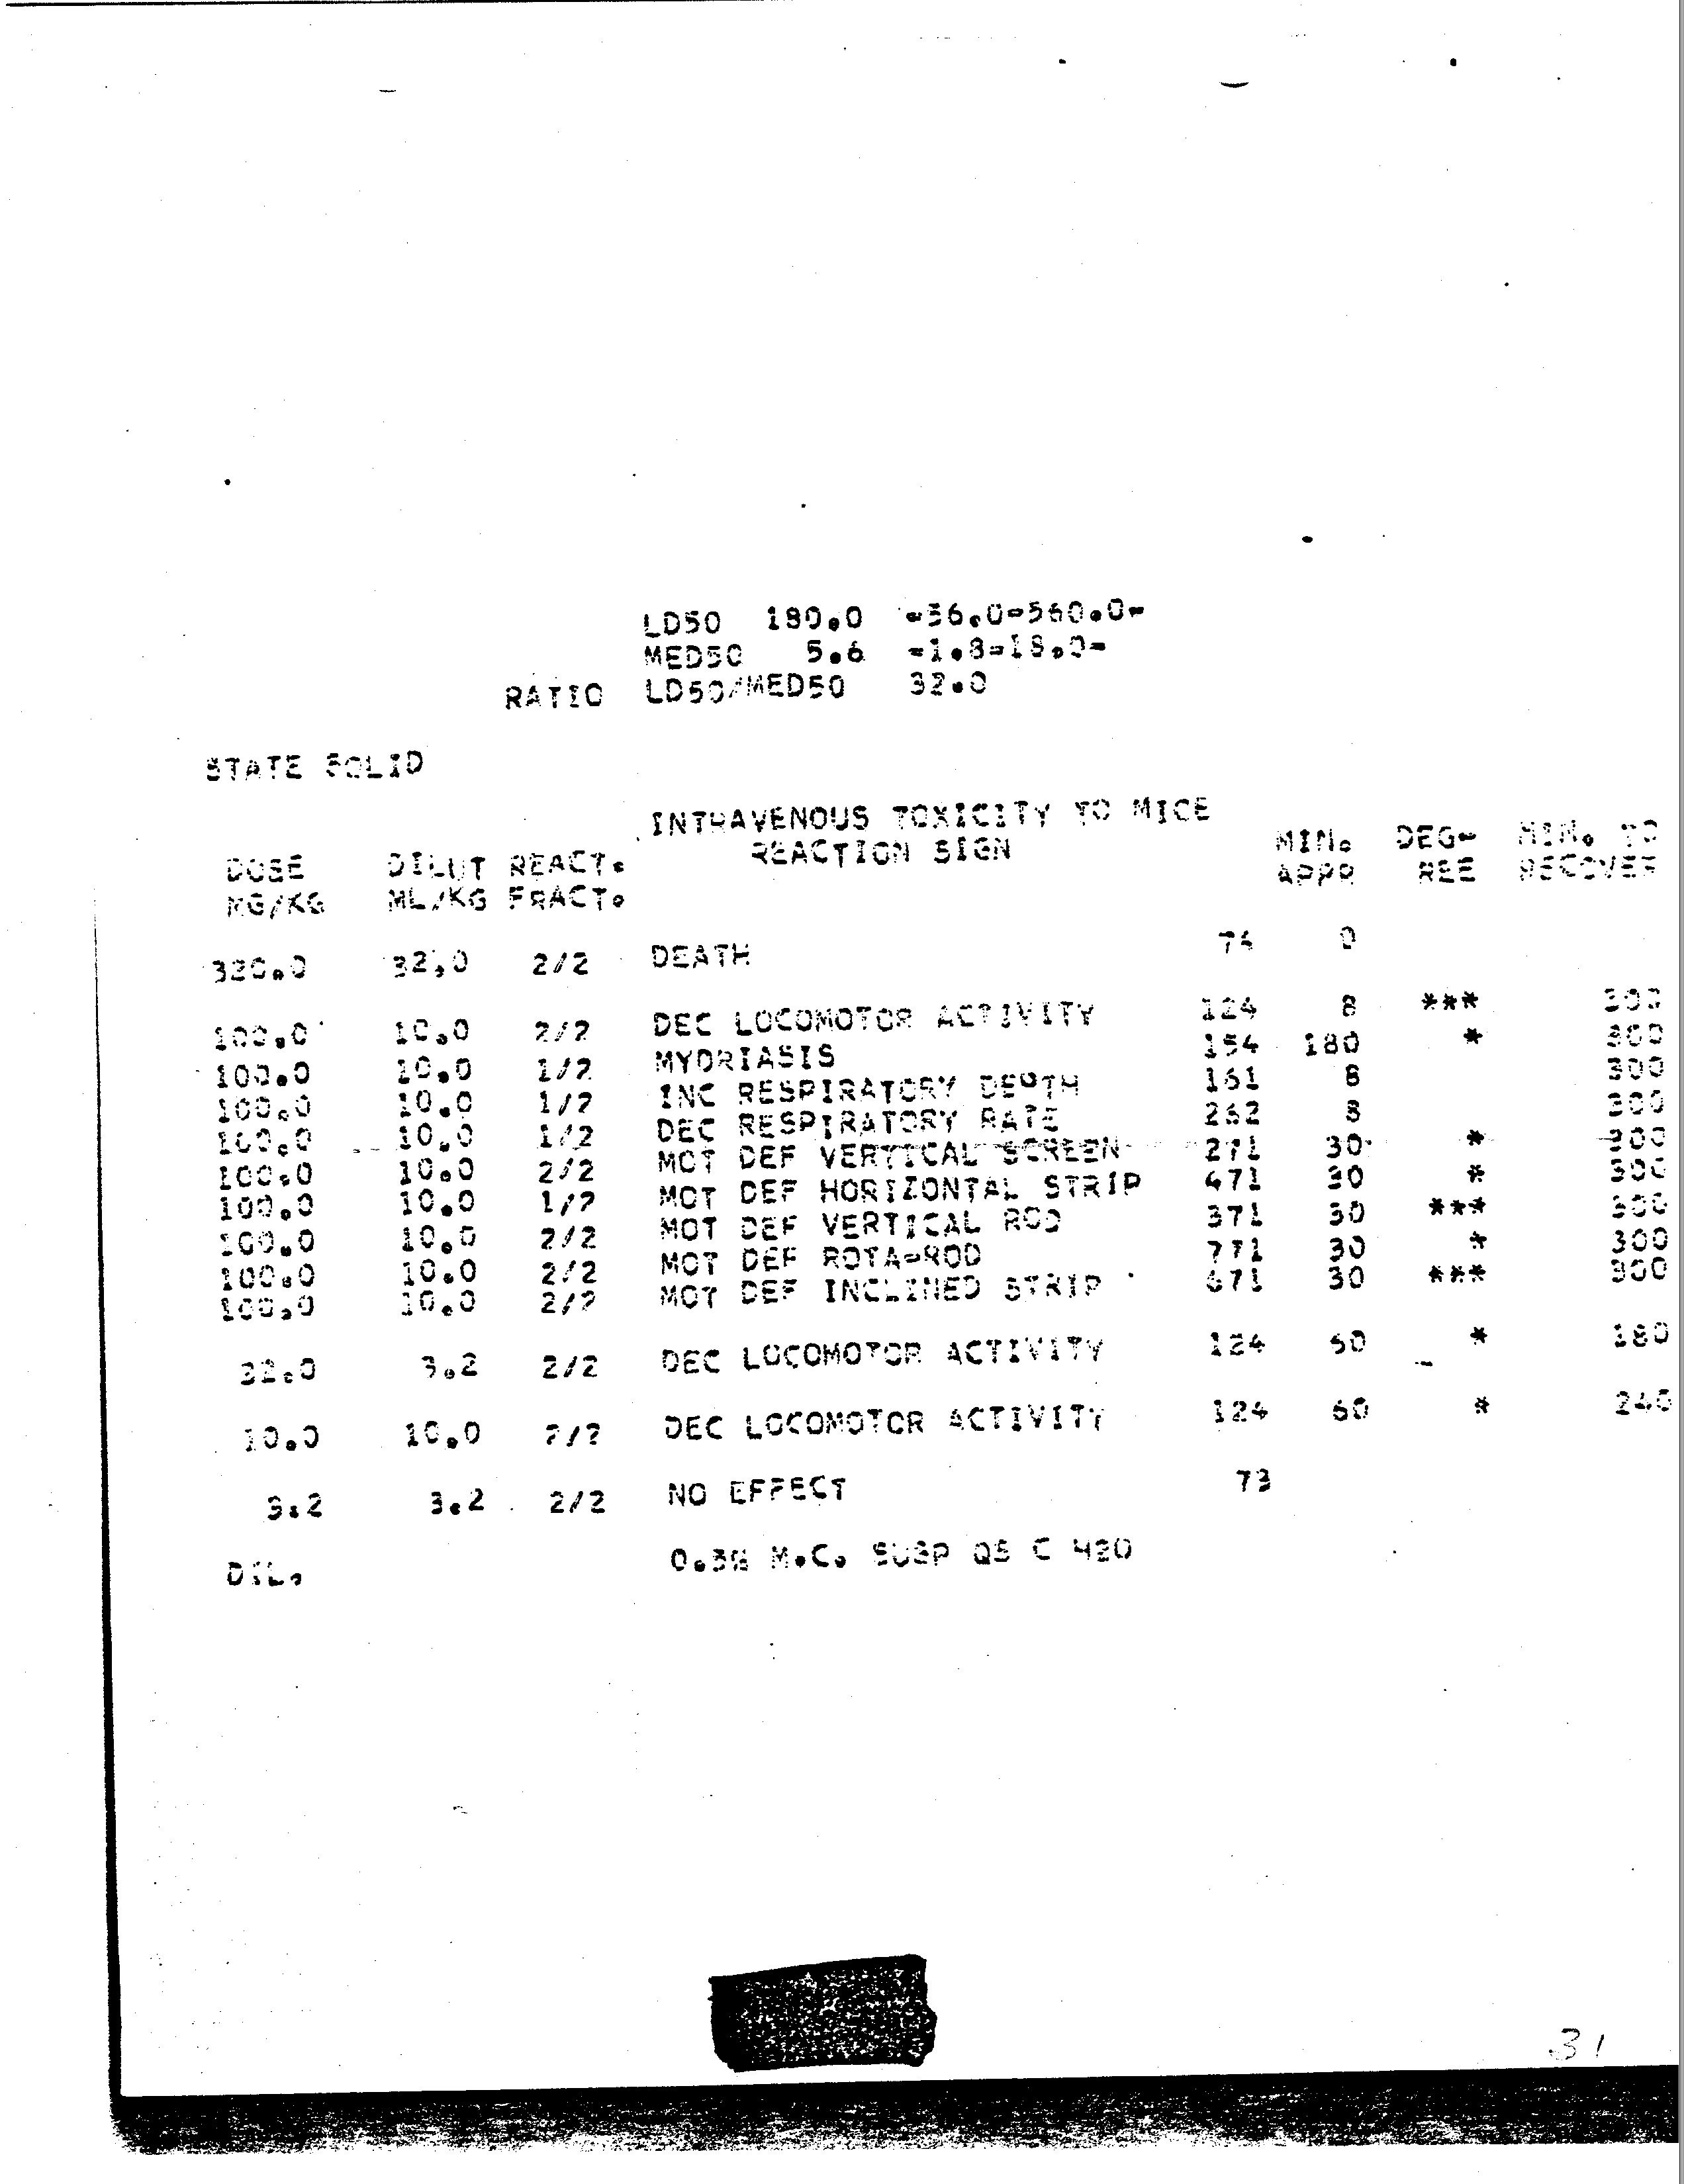 LD50 180.0 -56.0-560.0-
MED50 5.6 -1.8-18.0-
RATIO LD50/MED50 32.0
STATE SOLID
INTRAVENOUS TOXICITY TO MICE
DOSE DILUT REACT. REACTION SIGN MIN. DEG- MIN. TO
MG/KG ML/KG FRACT. APPR REE RECOVER
320.0 32.0 2/2 DEATH 74 0
100.0 10.0 2/2 DEC LOCOMOTOR ACTIVITY 124 8 *** 300
100.0 10.0 1/2 MYDRIASIS 154 180 * 300
100.0 10.0 1/2 INC RESPIRATORY DEPTH 161 8 300
100.0 10.0 1/2 DEC RESPIRATORY RATE 262 8 300
100.0 10.0 2/2 MOT DEF VERTICAL SCREEN 271 30 * 300
100.0 10.0 1/2 MOT DEF HORIZONTAL STRIP 471 30 * 300
100.0 10.0 2/2 MOT DEF VERTICAL ROD 371 30 *** 300
100.0 10.0 2/2 MOT DEF ROTA-ROD 771 30 * 300
100.0 10.0 2/2 MOT DEF INCLINED STRIP 671 30 *** 300
32.0 3.2 2/2 DEC LOCOMOTOR ACTIVITY 124 60 * 180
10.0 10.0 2/2 DEC LOCOMOTOR ACTIVITY 124 60 * 240
3.2 3.2 2/2 NO EFFECT 73
DIL. M.C. SUSP QS C H2O
31